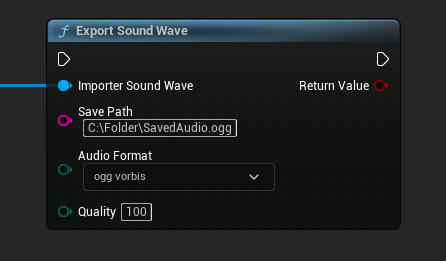 Export Sound Wave
Importer Sound Wave
Return Value
Save Path
C:\Folder\SavedAudio.ogg
Audio Format
ogg vorbis
Quality 100